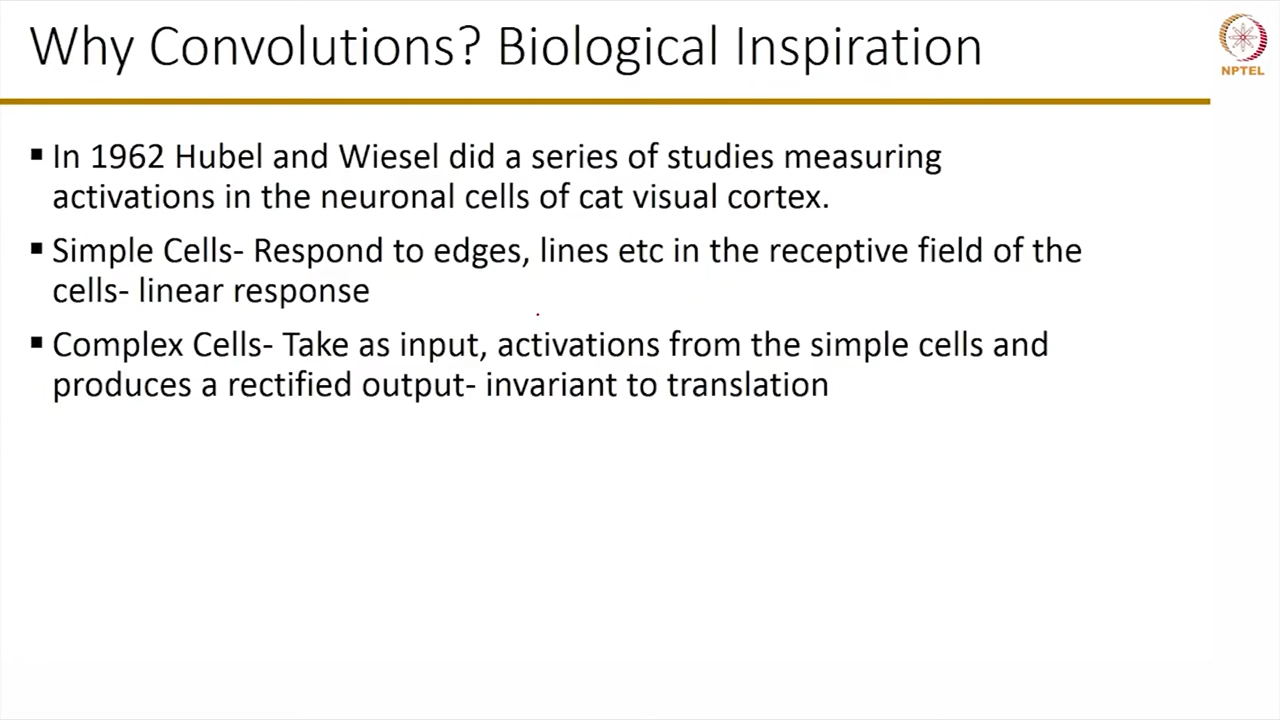 Why Convolutions? Biological Inspiration
NPTEL
▪ In 1962 Hubel and Wiesel did a series of studies measuring
activations in the neuronal cells of cat visual cortex.
▪ Simple Cells- Respond to edges, lines etc in the receptive field of the
cells- linear response
▪ Complex Cells- Take as input, activations from the simple cells and
produces a rectified output- invariant to translation